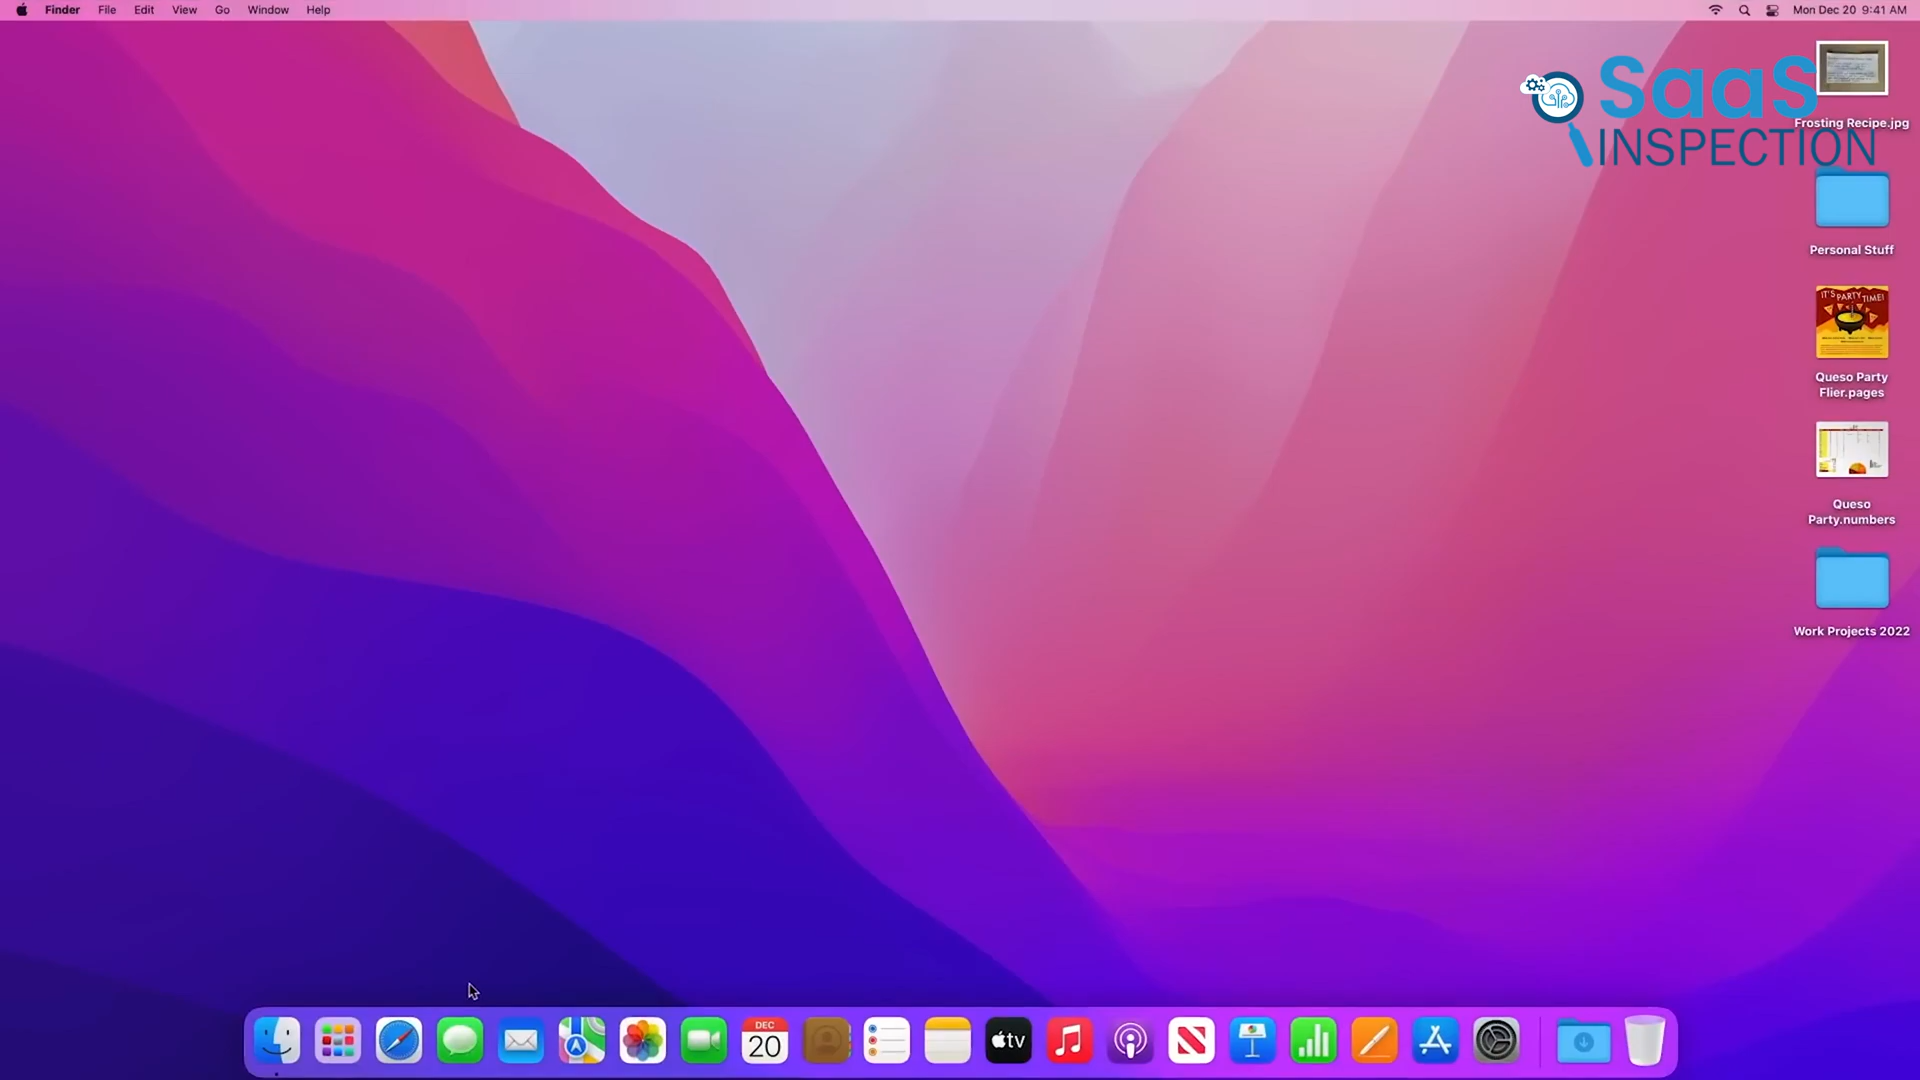 Finder File Edit View Go Window Help
Mon Dec 20 9:41 AM
SaaS
INSPECTION
Frosting Recipe.jpg
Personal Stuff
IT'S PARTY TIME!
Queso Party
Flier.pages
Queso
Party.numbers
Work Projects 2022
DEC
20
tv